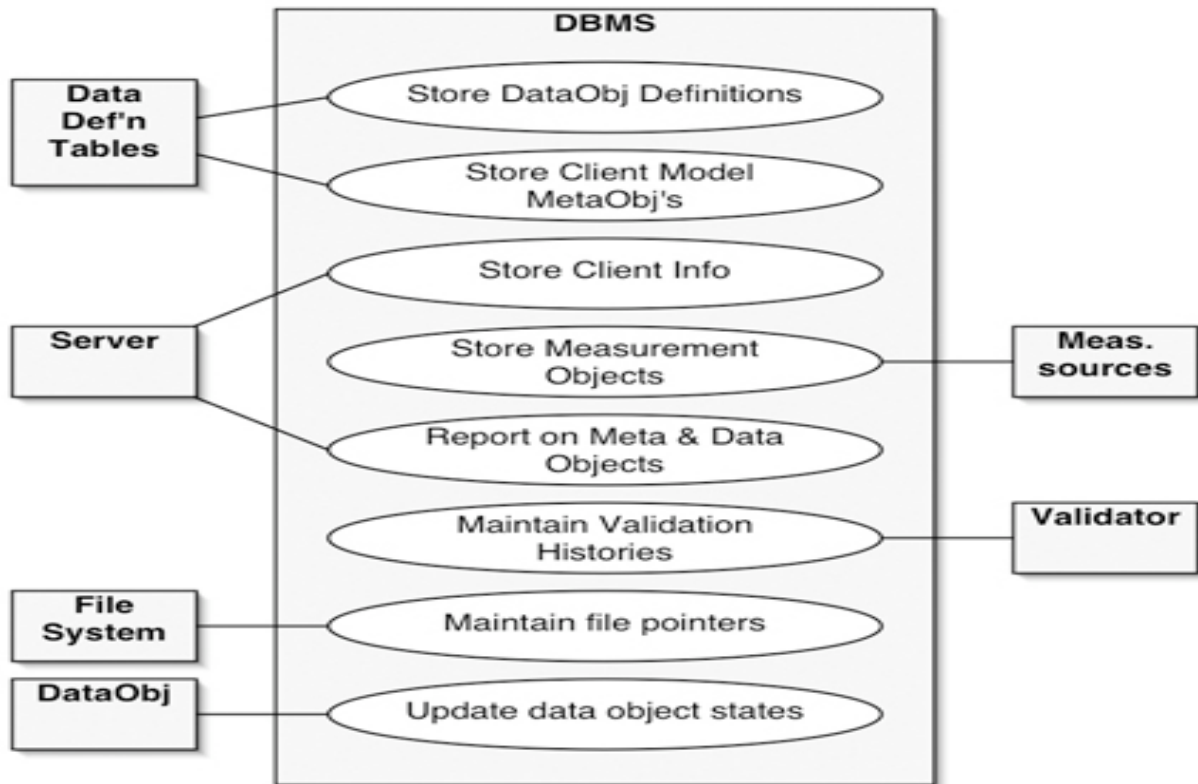 DBMS
Data
Def'n
Tables
Store DataObj Definitions
Store Client Model
MetaObj's
Store Client Info
Server
Store Measurement
Objects
Meas.
sources
Report on Meta & Data
Objects
Maintain Validation
Histories
Validator
File
System
Maintain file pointers
DataObj
Update data object states